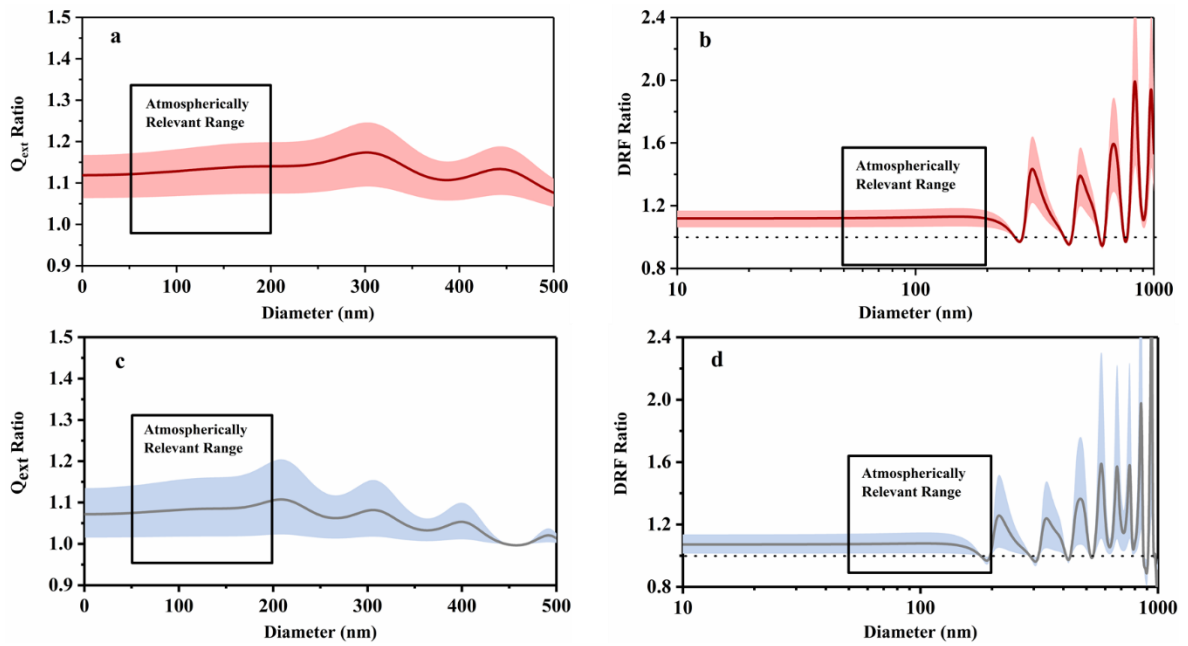 a
1.5
1.4
1.3
1.2
1.1
1.0
0.9
Q_ext Ratio
Atmospherically
Relevant Range
0 100 200 300 400 500
Diameter (nm)
b
2.4
2.0
1.6
1.2
0.8
DRF Ratio
Atmospherically
Relevant Range
10 100 1000
Diameter (nm)
c
1.5
1.4
1.3
1.2
1.1
1.0
0.9
Q_ext Ratio
Atmospherically
Relevant Range
0 100 200 300 400 500
Diameter (nm)
d
2.4
2.0
1.6
1.2
0.8
DRF Ratio
Atmospherically
Relevant Range
10 100 1000
Diameter (nm)